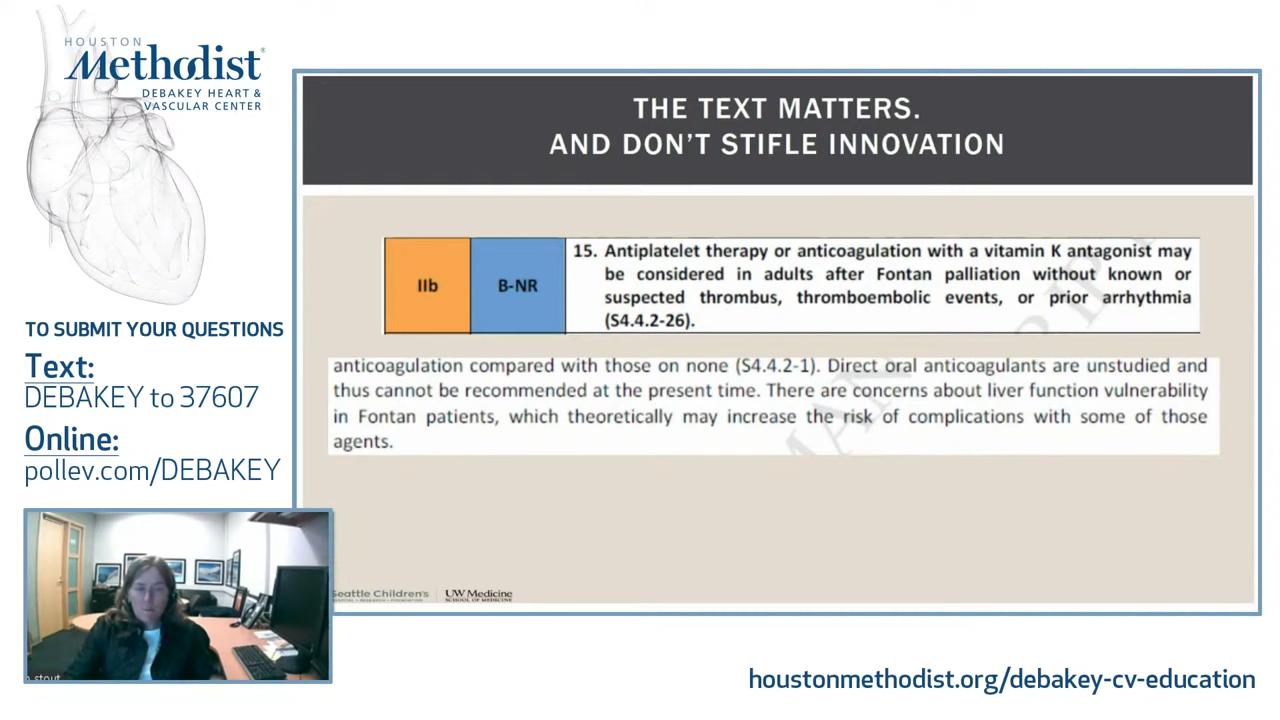 HOUSTON
Methodist®
DEBAKEY HEART &
VASCULAR CENTER
TO SUBMIT YOUR QUESTIONS
Text:
DEBAKEY to 37607
Online:
pollev.com/DEBAKEY
THE TEXT MATTERS.
AND DON'T STIFLE INNOVATION
IIb
B-NR
15. Antiplatelet therapy or anticoagulation with a vitamin K antagonist may
be considered in adults after Fontan palliation without known or
suspected thrombus, thromboembolic events, or prior arrhythmia
(S4.4.2-26).
anticoagulation compared with those on none (S4.4.2-1). Direct oral anticoagulants are unstudied and
thus cannot be recommended at the present time. There are concerns about liver function vulnerability
in Fontan patients, which theoretically may increase the risk of complications with some of those
agents.
Seattle Children's
UW Medicine
SCHOOL OF MEDICINE
stout
houstonmethodist.org/debakey-cv-education